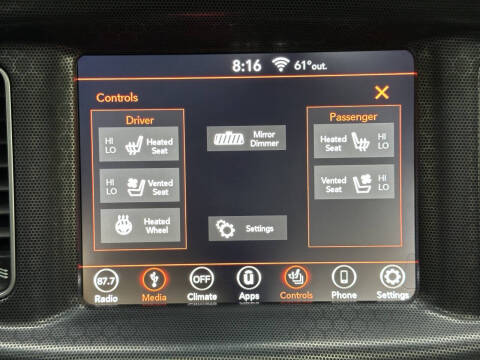 8:16 61°out.
Controls
Driver
Passenger
HI
LO
Heated
Seat
Mirror
Dimmer
Heated
Seat
HI
LO
HI
LO
Vented
Seat
Vented
Seat
HI
LO
Heated
Wheel
Settings
87.7
OFF
Radio
Media
Climate
Apps
Controls
Phone
Settings